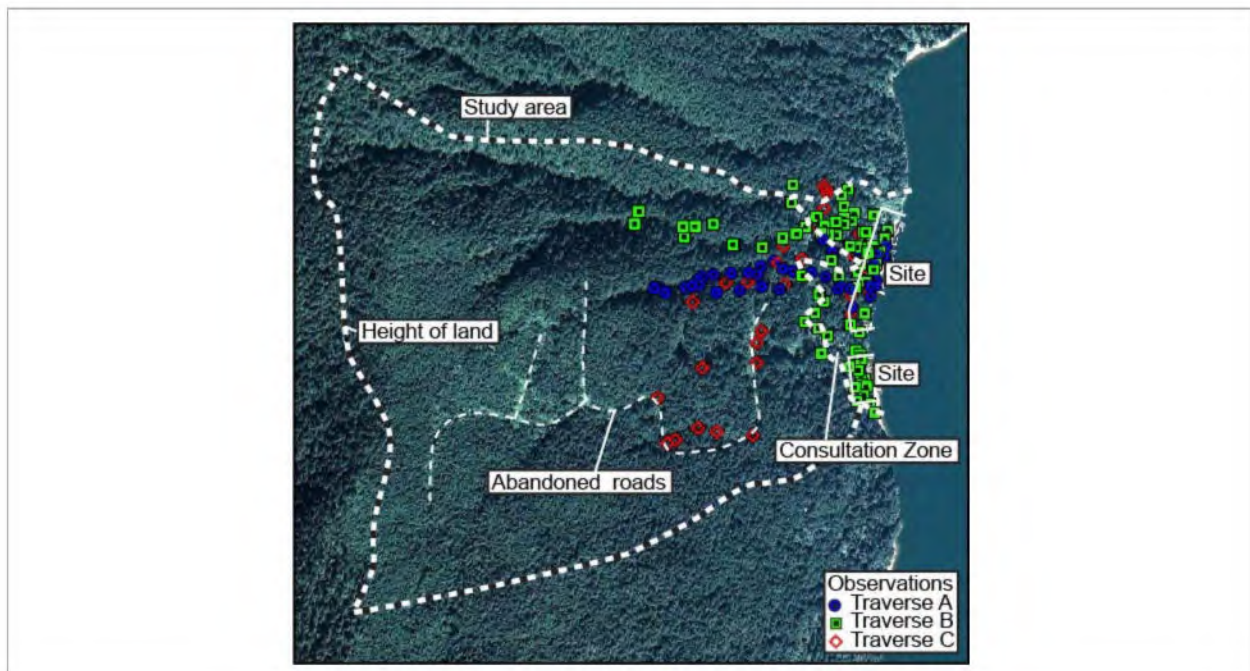 Study area
Site
Height of land
Site
Consultation Zone
Abandoned roads
Observations
Traverse A
Traverse B
Traverse C